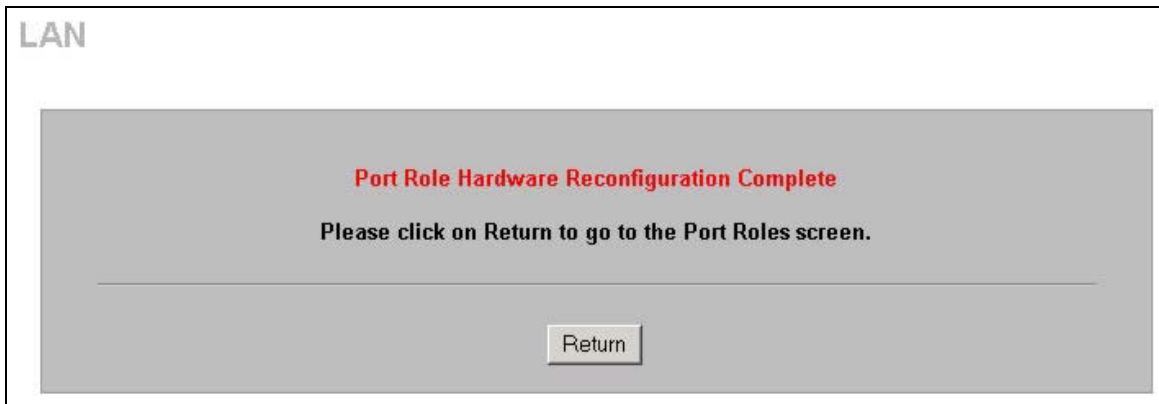 LAN
Port Role Hardware Reconfiguration Complete
Please click on Return to go to the Port Roles screen.
Return